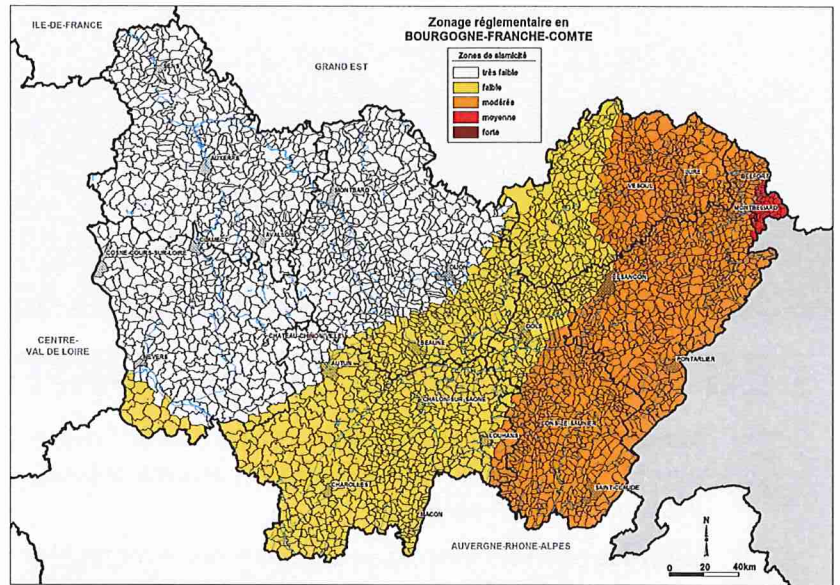 Zonage réglementaire en
BOURGOGNE-FRANCHE-COMTE
Zones de sismicité
très faible
faible
modérée
moyenne
forte
ILE-DE-FRANCE
GRAND EST
SENS
AUXERRE
MONTBARD
AVALLON
CLAMECY
COSNE-COURS-SUR-LOIRE
VESOUL
LURE
BELFORT
MONTBELIARD
DIJON
BESANCON
CENTRE-
VAL DE LOIRE
CHATEAU-CHINON(VILLE)
NEVERS
BEAUNE
DOLE
AUTUN
PONTARLIER
CHALON-SUR-SAONE
LOUHANS
LONS-LE-SAUNIER
CHAROLLES
SAINT-CLAUDE
MACON
AUVERGNE-RHONE-ALPES
N
0 20 40km